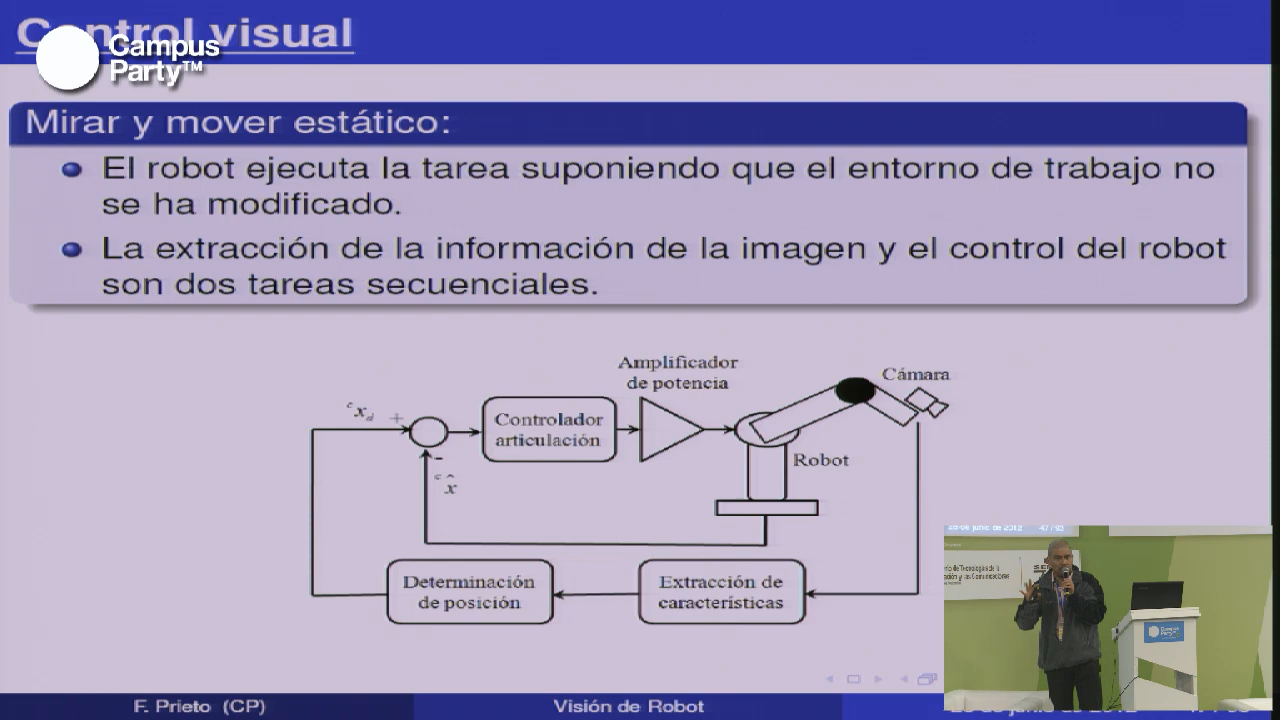 Control visual
Campus
Party™
Mirar y mover estático:
El robot ejecuta la tarea suponiendo que el entorno de trabajo no
se ha modificado.
La extracción de la información de la imagen y el control del robot
son dos tareas secuenciales.
Amplificador
de potencia
Cámara
c x d +
Controlador
articulación
Robot
-
c x̂
Determinación
de posición
Extracción de
características
Campus
Party
F. Prieto (CP)
Visión de Robot